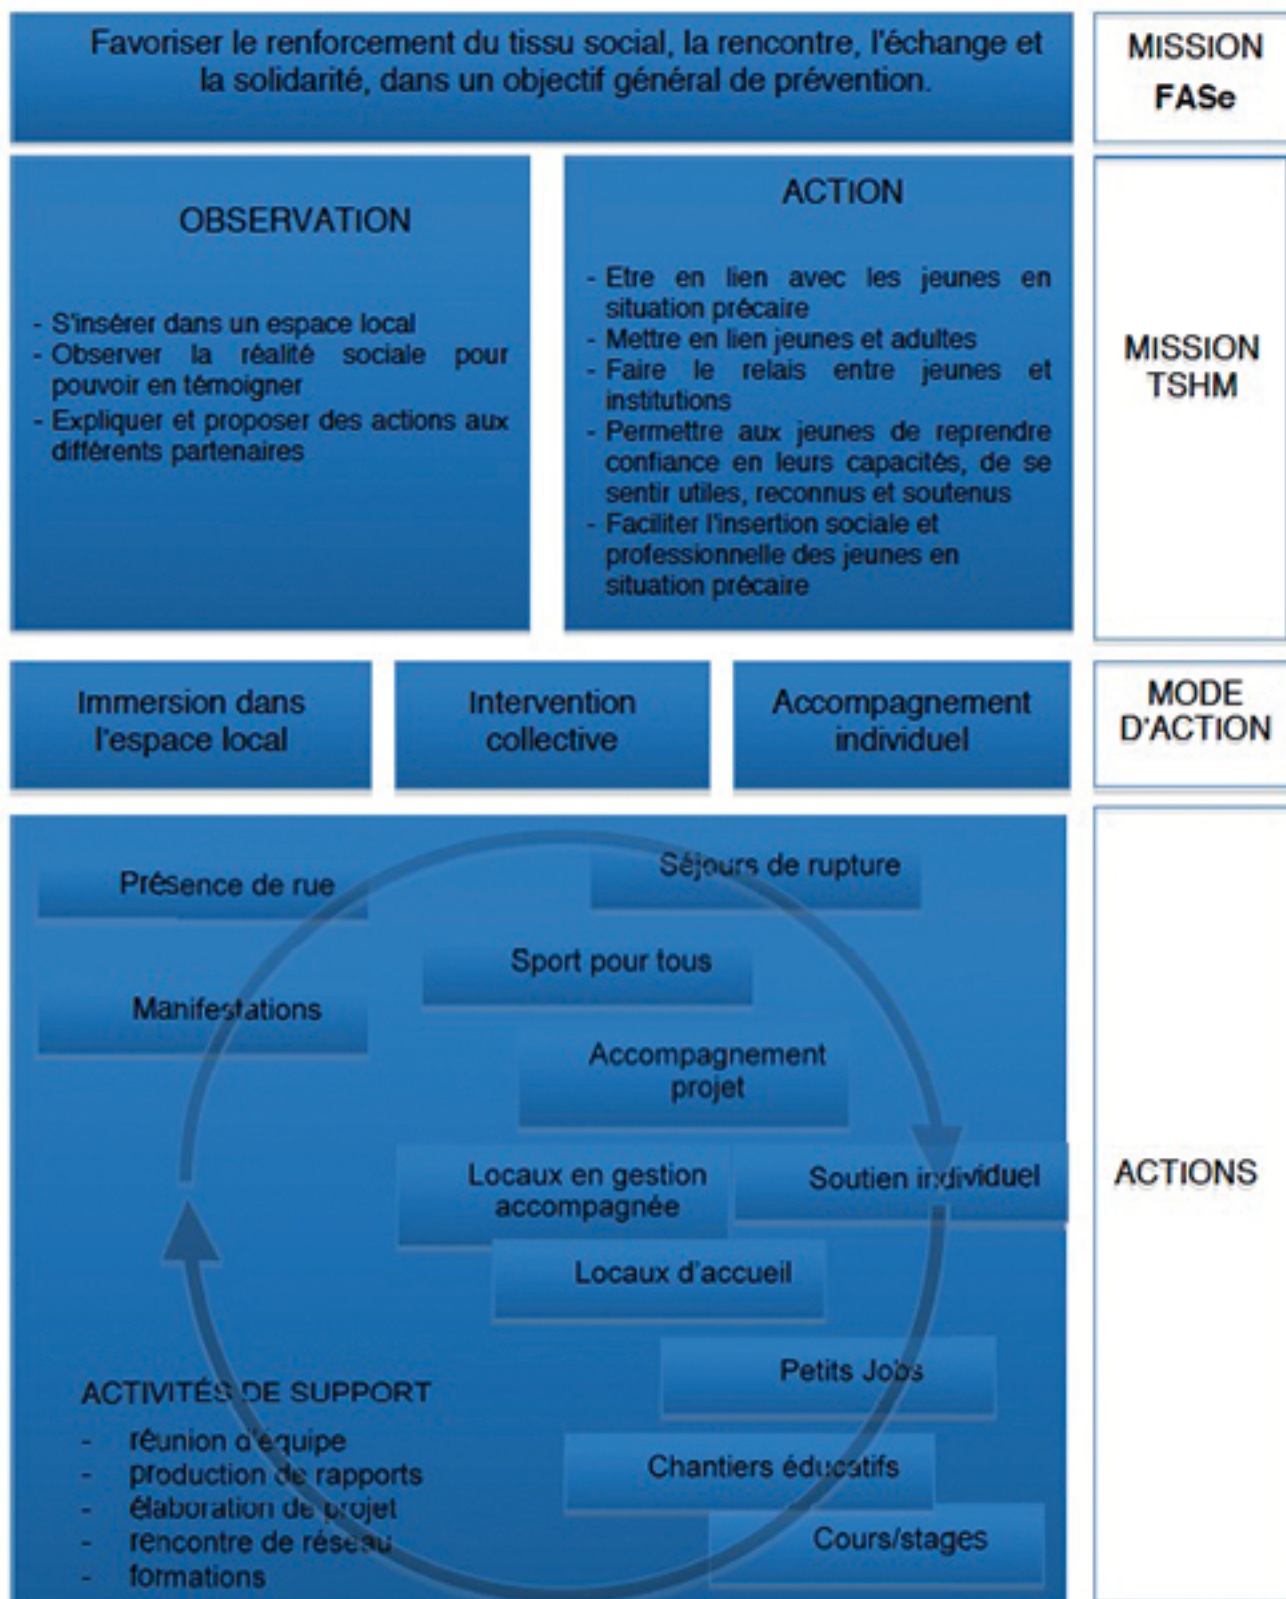 Favoriser le renforcement du tissu social, la rencontre, l'échange et
la solidarité, dans un objectif général de prévention.
MISSION
FASe
OBSERVATION
- S'insérer dans un espace local
- Observer la réalité sociale pour
pouvoir en témoigner
- Expliquer et proposer des actions aux
différents partenaires
ACTION
- Etre en lien avec les jeunes en
situation précaire
- Mettre en lien jeunes et adultes
- Faire le relais entre jeunes et
institutions
- Permettre aux jeunes de reprendre
confiance en leurs capacités, de se
sentir utiles, reconnus et soutenus
- Faciliter l'insertion sociale et
professionnelle des jeunes en
situation précaire
MISSION
TSHM
Immersion dans
l'espace local
Intervention
collective
Accompagnement
individuel
MODE
D'ACTION
Présence de rue
Séjours de rupture
Sport pour tous
Manifestations
Accompagnement
projet
Locaux en gestion
accompagnée
Soutien individuel
ACTIONS
Locaux d'accueil
Petits Jobs
Chantiers éducatifs
Cours/stages
ACTIVITÉS DE SUPPORT
- réunion d'équipe
- production de rapports
- élaboration de projet
- rencontre de réseau
- formations